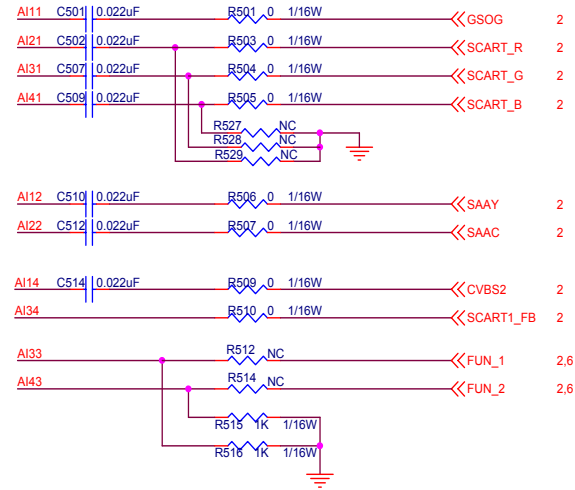 AI11 C501 0.022uF R501 0 1/16W GSOG 2
AI21 C502 0.022uF R503 0 1/16W SCART_R 2
AI31 C507 0.022uF R504 0 1/16W SCART_G 2
AI41 C509 0.022uF R505 0 1/16W SCART_B 2
R527 NC
R528 NC
R529 NC
AI12 C510 0.022uF R506 0 1/16W SAAY 2
AI22 C512 0.022uF R507 0 1/16W SAAC 2
AI14 C514 0.022uF R509 0 1/16W CVBS2 2
AI34 R510 0 1/16W SCART1_FB 2
AI33 R512 NC FUN_1 2,6
AI43 R514 NC FUN_2 2,6
R515 1K 1/16W
R516 1K 1/16W